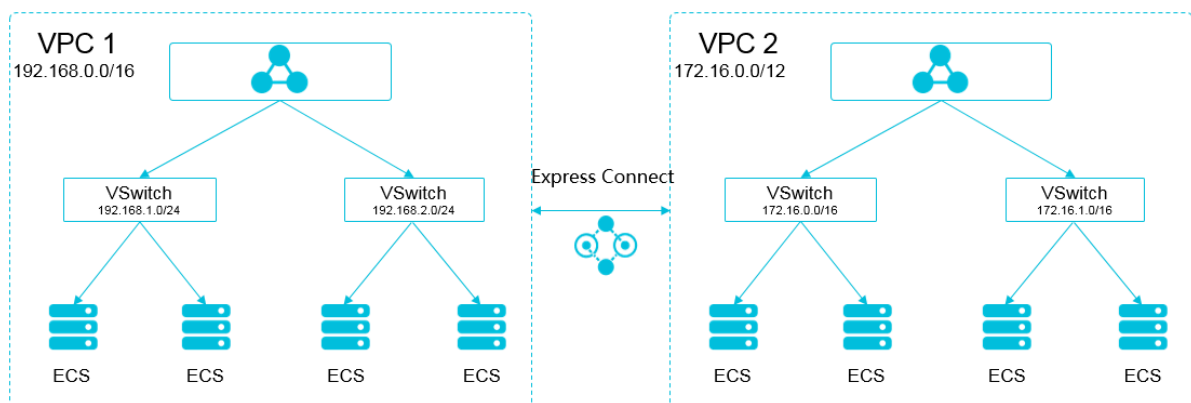 VPC 1
192.168.0.0/16
VSwitch
192.168.1.0/24
VSwitch
192.168.2.0/24
ECS
ECS
ECS
ECS
Express Connect
VPC 2
172.16.0.0/12
VSwitch
172.16.0.0/16
VSwitch
172.16.1.0/16
ECS
ECS
ECS
ECS